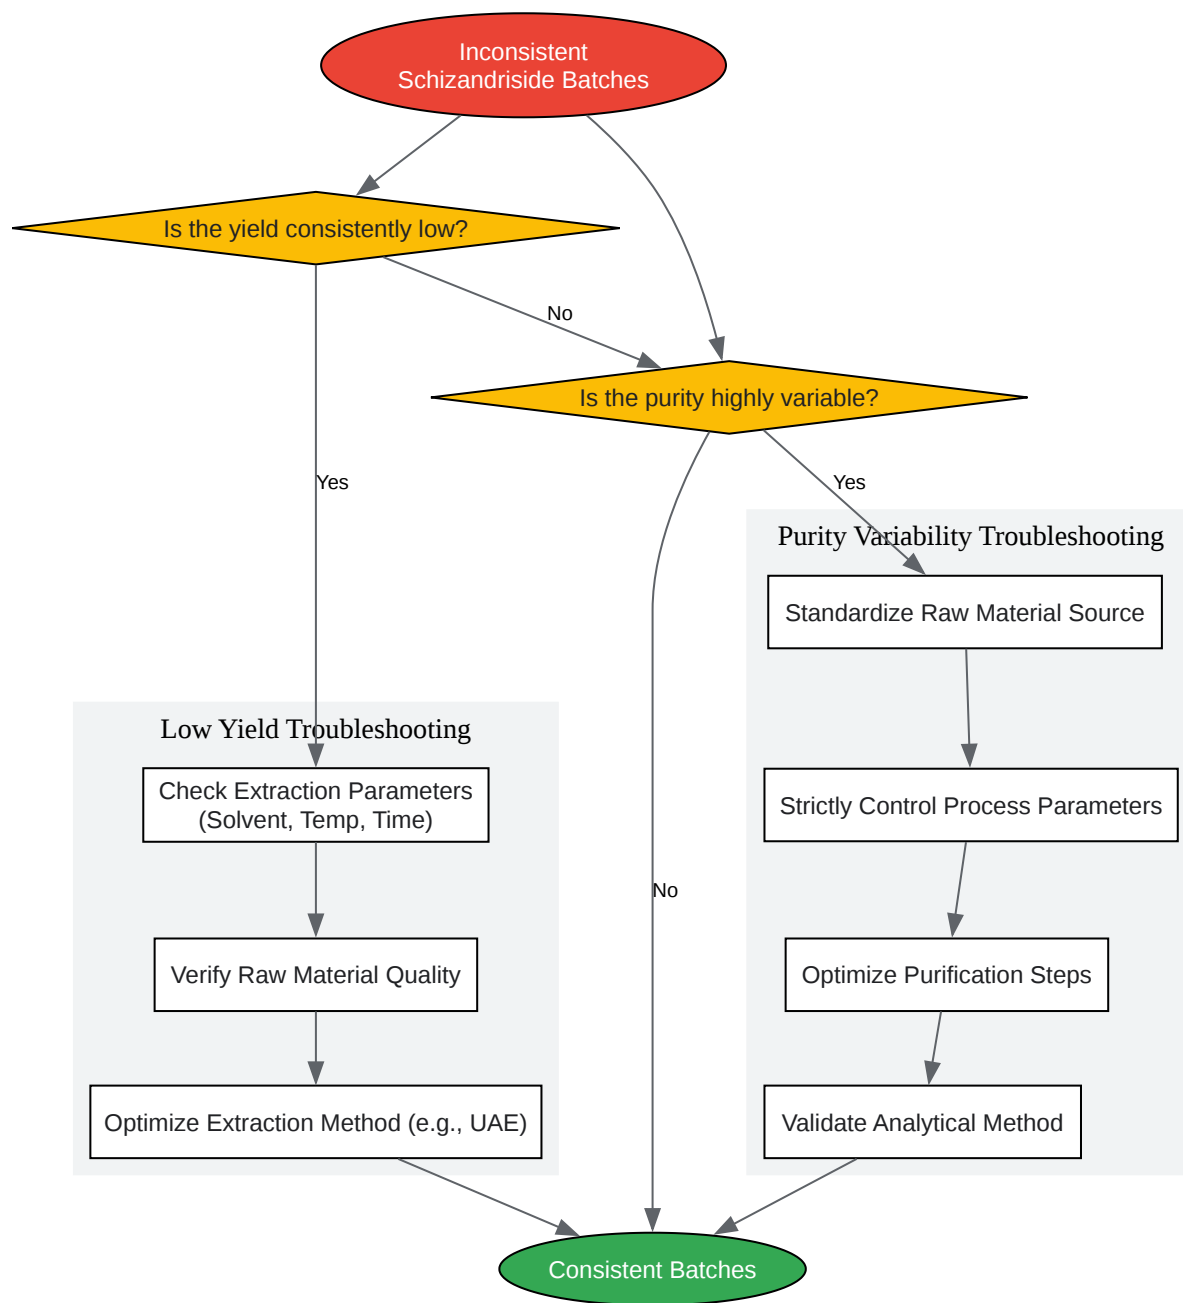 Inconsistent
Schizandriside Batches
Is the yield consistently low?
No
Is the purity highly variable?
Yes
Yes
Purity Variability Troubleshooting
Standardize Raw Material Source
Low Yield Troubleshooting
Check Extraction Parameters
(Solvent, Temp, Time)
Strictly Control Process Parameters
No
Verify Raw Material Quality
Optimize Purification Steps
Optimize Extraction Method (e.g., UAE)
Validate Analytical Method
Consistent Batches